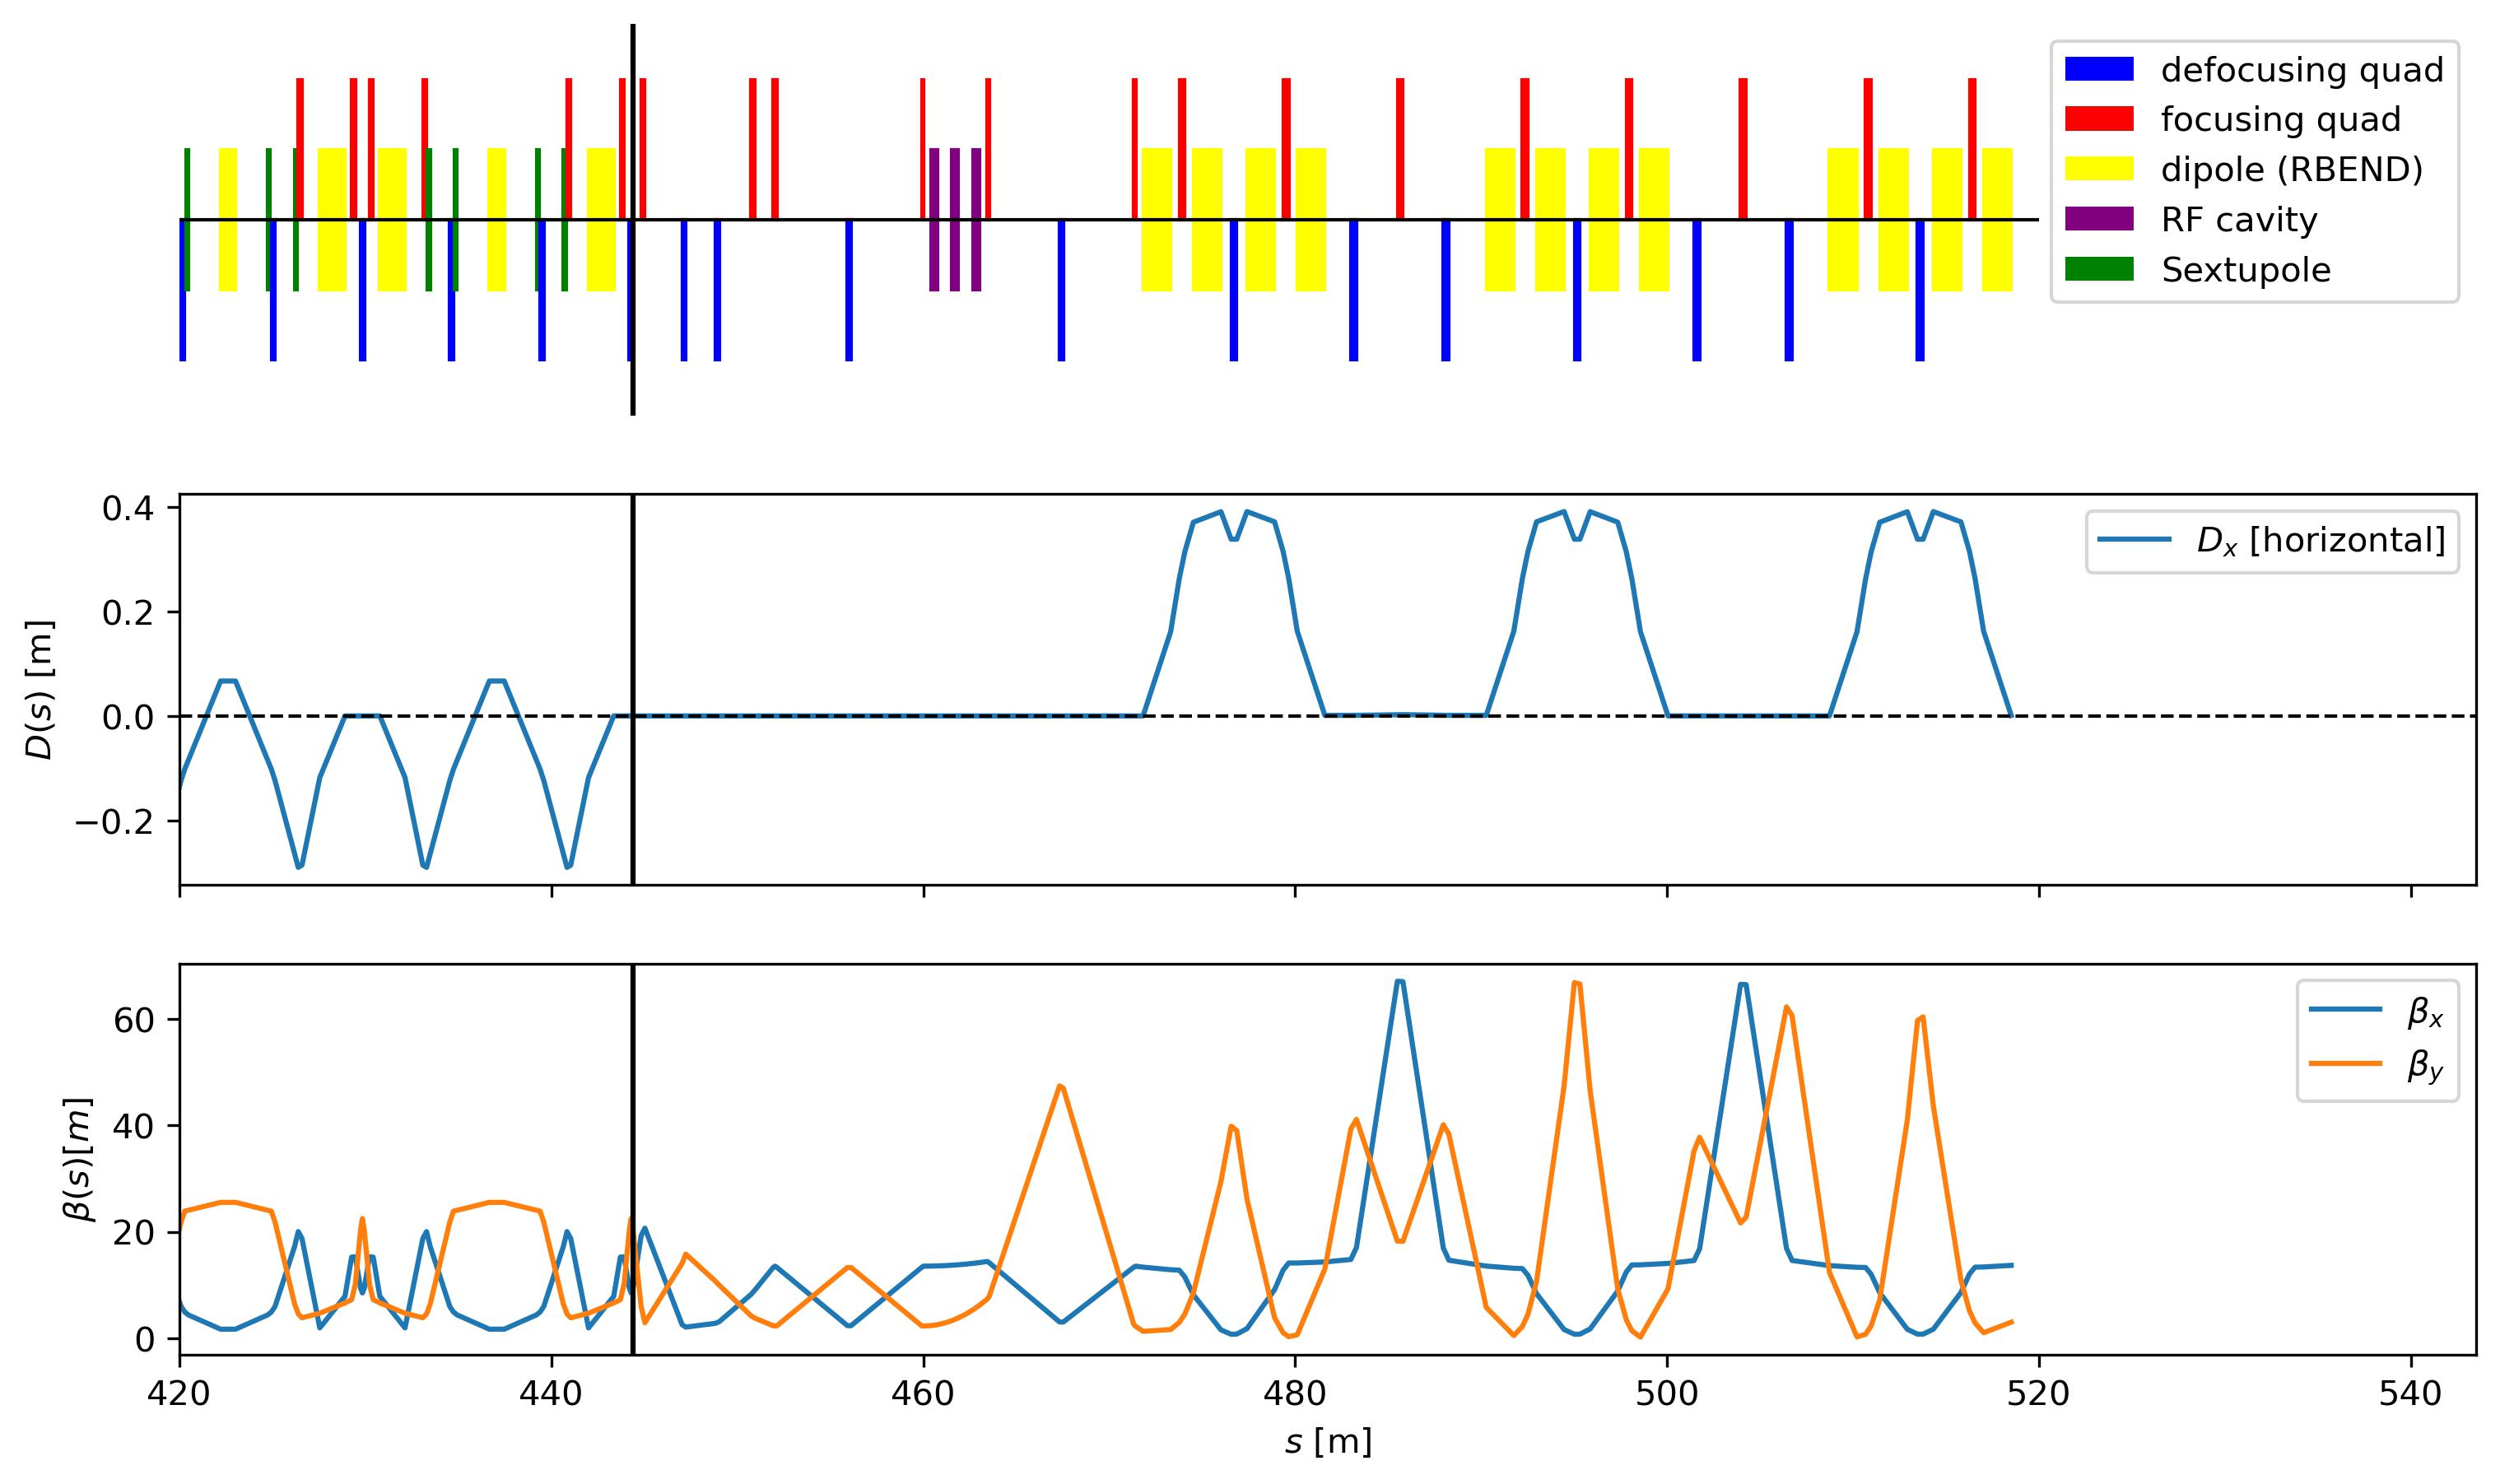 defocusing quad
focusing quad
dipole (RBEND)
RF cavity
Sextupole
D(s) [m]
0.4
0.2
0.0
−0.2
Dₓ [horizontal]
β(s)[m]
60
40
20
0
βₓ
βᵧ
420 440 460 480 500 520 540
s [m]